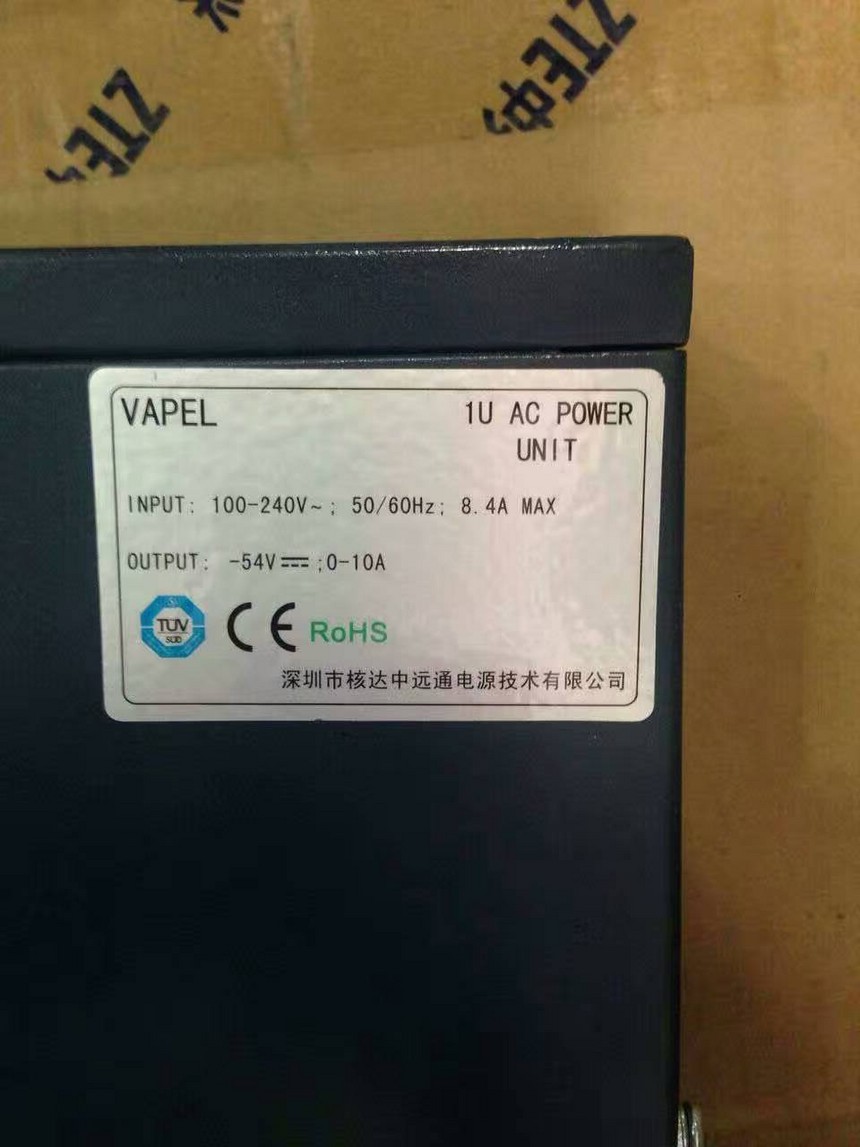 ZTE中
ZTE中
VAPEL
1U AC POWER
UNIT
INPUT: 100-240V~; 50/60Hz; 8.4A MAX
OUTPUT: -54V⎓;0-10A
TUV
SUD
CE RoHS
深圳市核达中远通电源技术有限公司